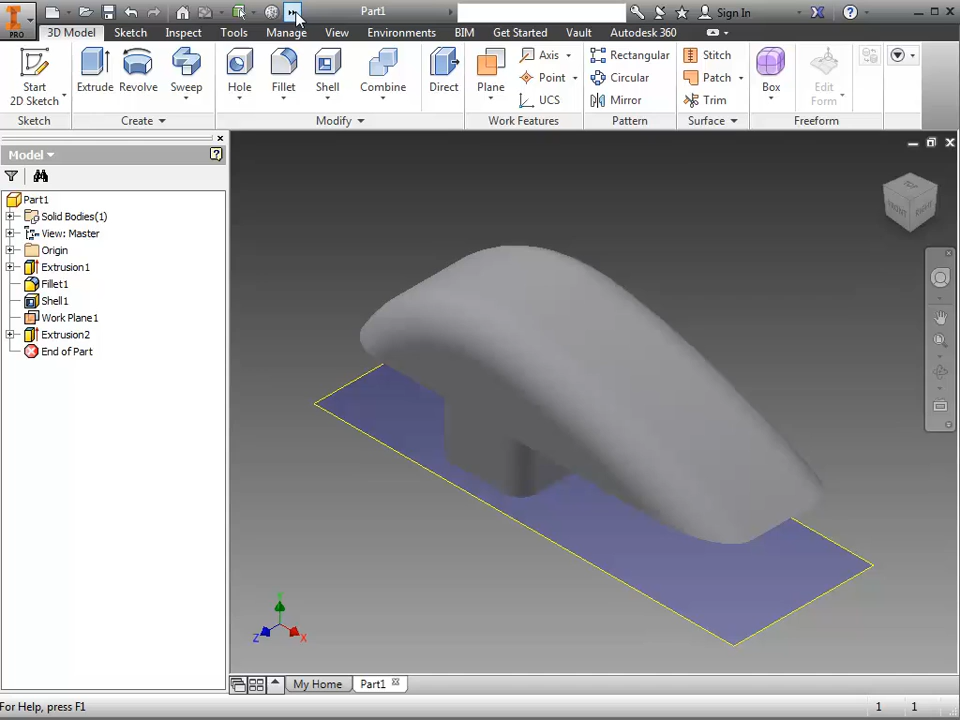 PRO
Part1
Sign In
3D Model Sketch Inspect Tools Manage View Environments BIM Get Started Vault Autodesk 360
Start
2D Sketch
Extrude Revolve Sweep
Hole Fillet Shell Combine Direct
Plane
Axis
Point
UCS
Rectangular
Circular
Mirror
Stitch
Patch
Trim
Box
Edit
Form
Sketch Create Modify Work Features Pattern Surface Freeform
Model
Part1
Solid Bodies(1)
View: Master
Origin
Extrusion1
Fillet1
Shell1
Work Plane1
Extrusion2
End of Part
FRONT RIGHT
Y
Z X
My Home Part1
For Help, press F1 1 1